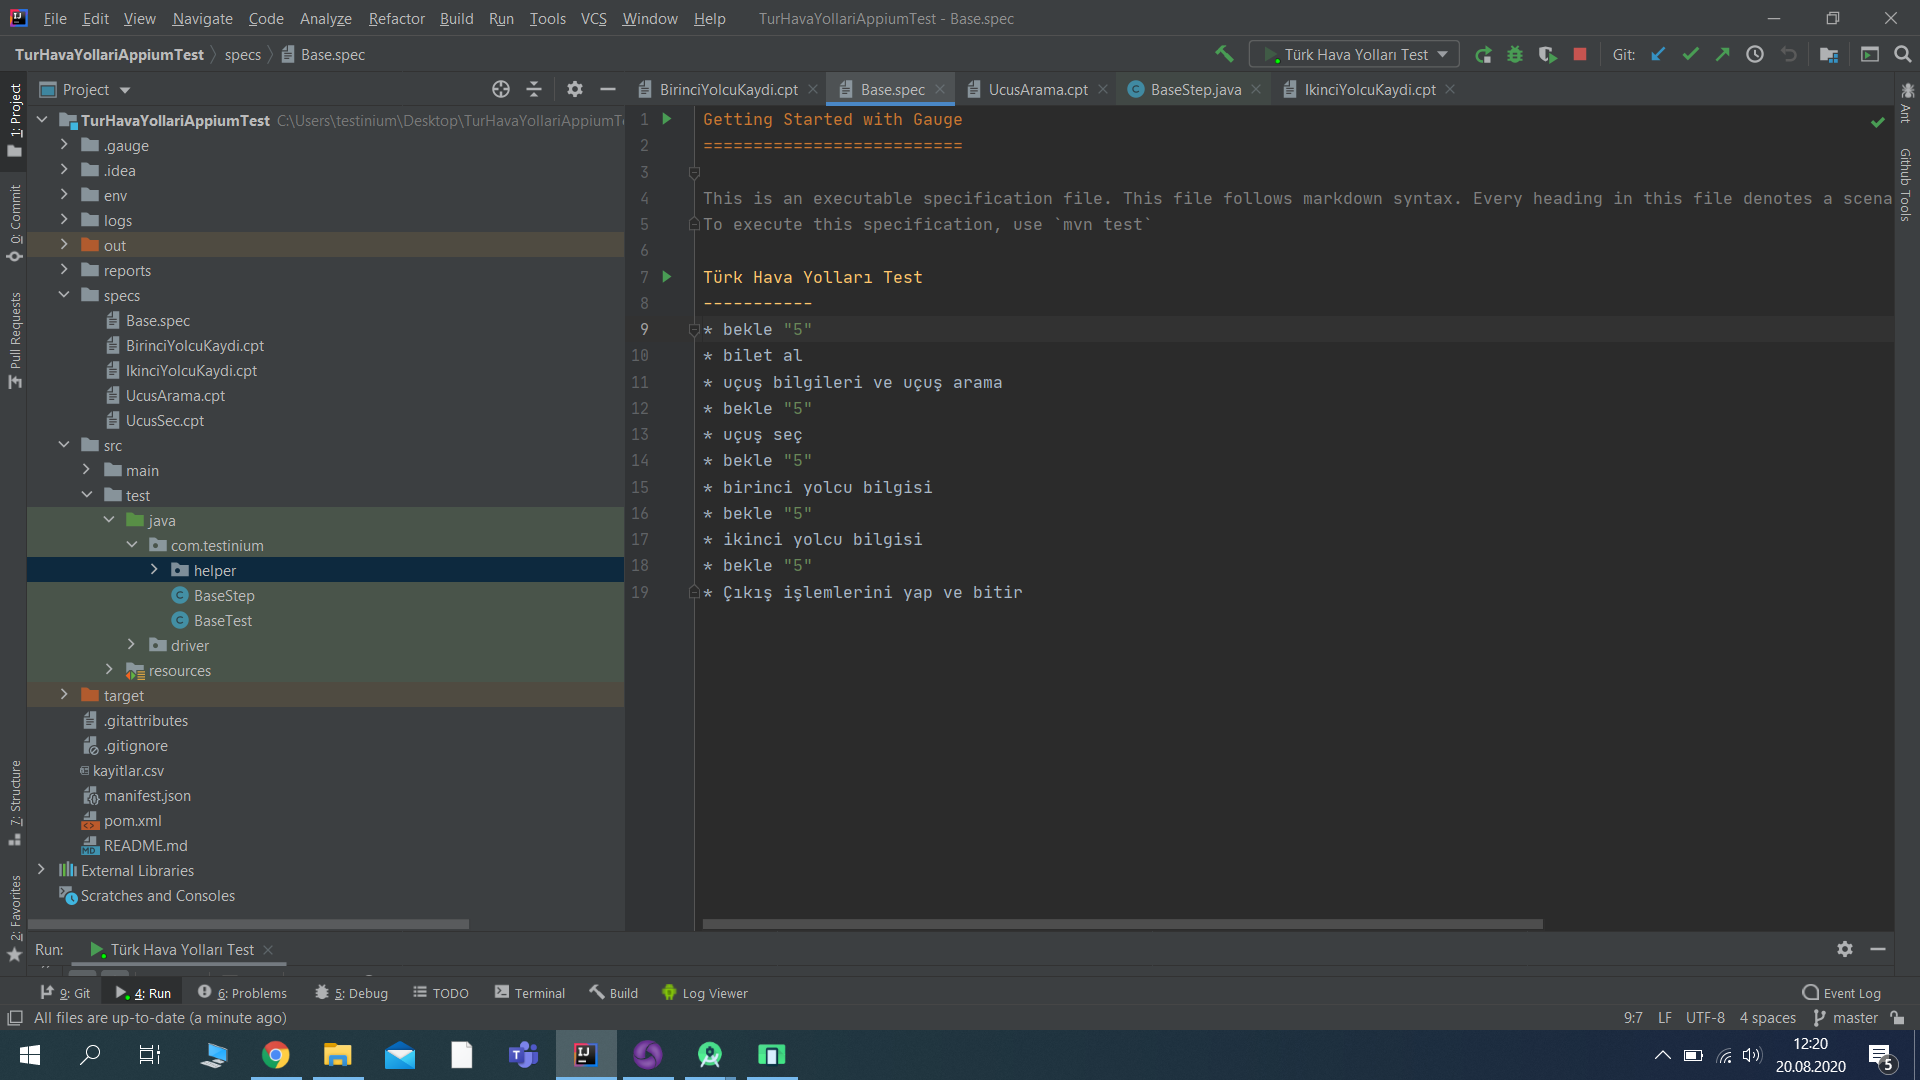 File Edit View Navigate Code Analyze Refactor Build Run Tools VCS Window Help TurHavaYollariAppiumTest - Base.spec
TurHavaYollariAppiumTest specs Base.spec
Türk Hava Yolları Test
Git:
Project
BirinciYolcuKaydi.cpt Base.spec UcusArama.cpt BaseStep.java IkinciYolcuKaydi.cpt
1: Project
0: Commit
Pull Requests
7: Structure
2: Favorites
TurHavaYollariAppiumTest C:\Users\testinium\Desktop\TurHavaYollariAppiumTe
.gauge
.idea
env
logs
out
reports
specs
Base.spec
BirinciYolcuKaydi.cpt
IkinciYolcuKaydi.cpt
UcusArama.cpt
UcusSec.cpt
src
main
test
java
com.testinium
helper
BaseStep
BaseTest
driver
resources
target
.gitattributes
.gitignore
kayitlar.csv
manifest.json
pom.xml
README.md
External Libraries
Scratches and Consoles
1 Getting Started with Gauge
2 ==========================
3
4 This is an executable specification file. This file follows markdown syntax. Every heading in this file denotes a scena
5 To execute this specification, use `mvn test`
6
7 Türk Hava Yolları Test
8 -----------
9 * bekle "5"
10 * bilet al
11 * uçuş bilgileri ve uçuş arama
12 * bekle "5"
13 * uçuş seç
14 * bekle "5"
15 * birinci yolcu bilgisi
16 * bekle "5"
17 * ikinci yolcu bilgisi
18 * bekle "5"
19 * Çıkış işlemlerini yap ve bitir
Ant
Github Tools
Run: Türk Hava Yolları Test
9: Git 4: Run 6: Problems 5: Debug TODO Terminal Build Log Viewer Event Log
All files are up-to-date (a minute ago) 9:7 LF UTF-8 4 spaces master
12:20
20.08.2020
5